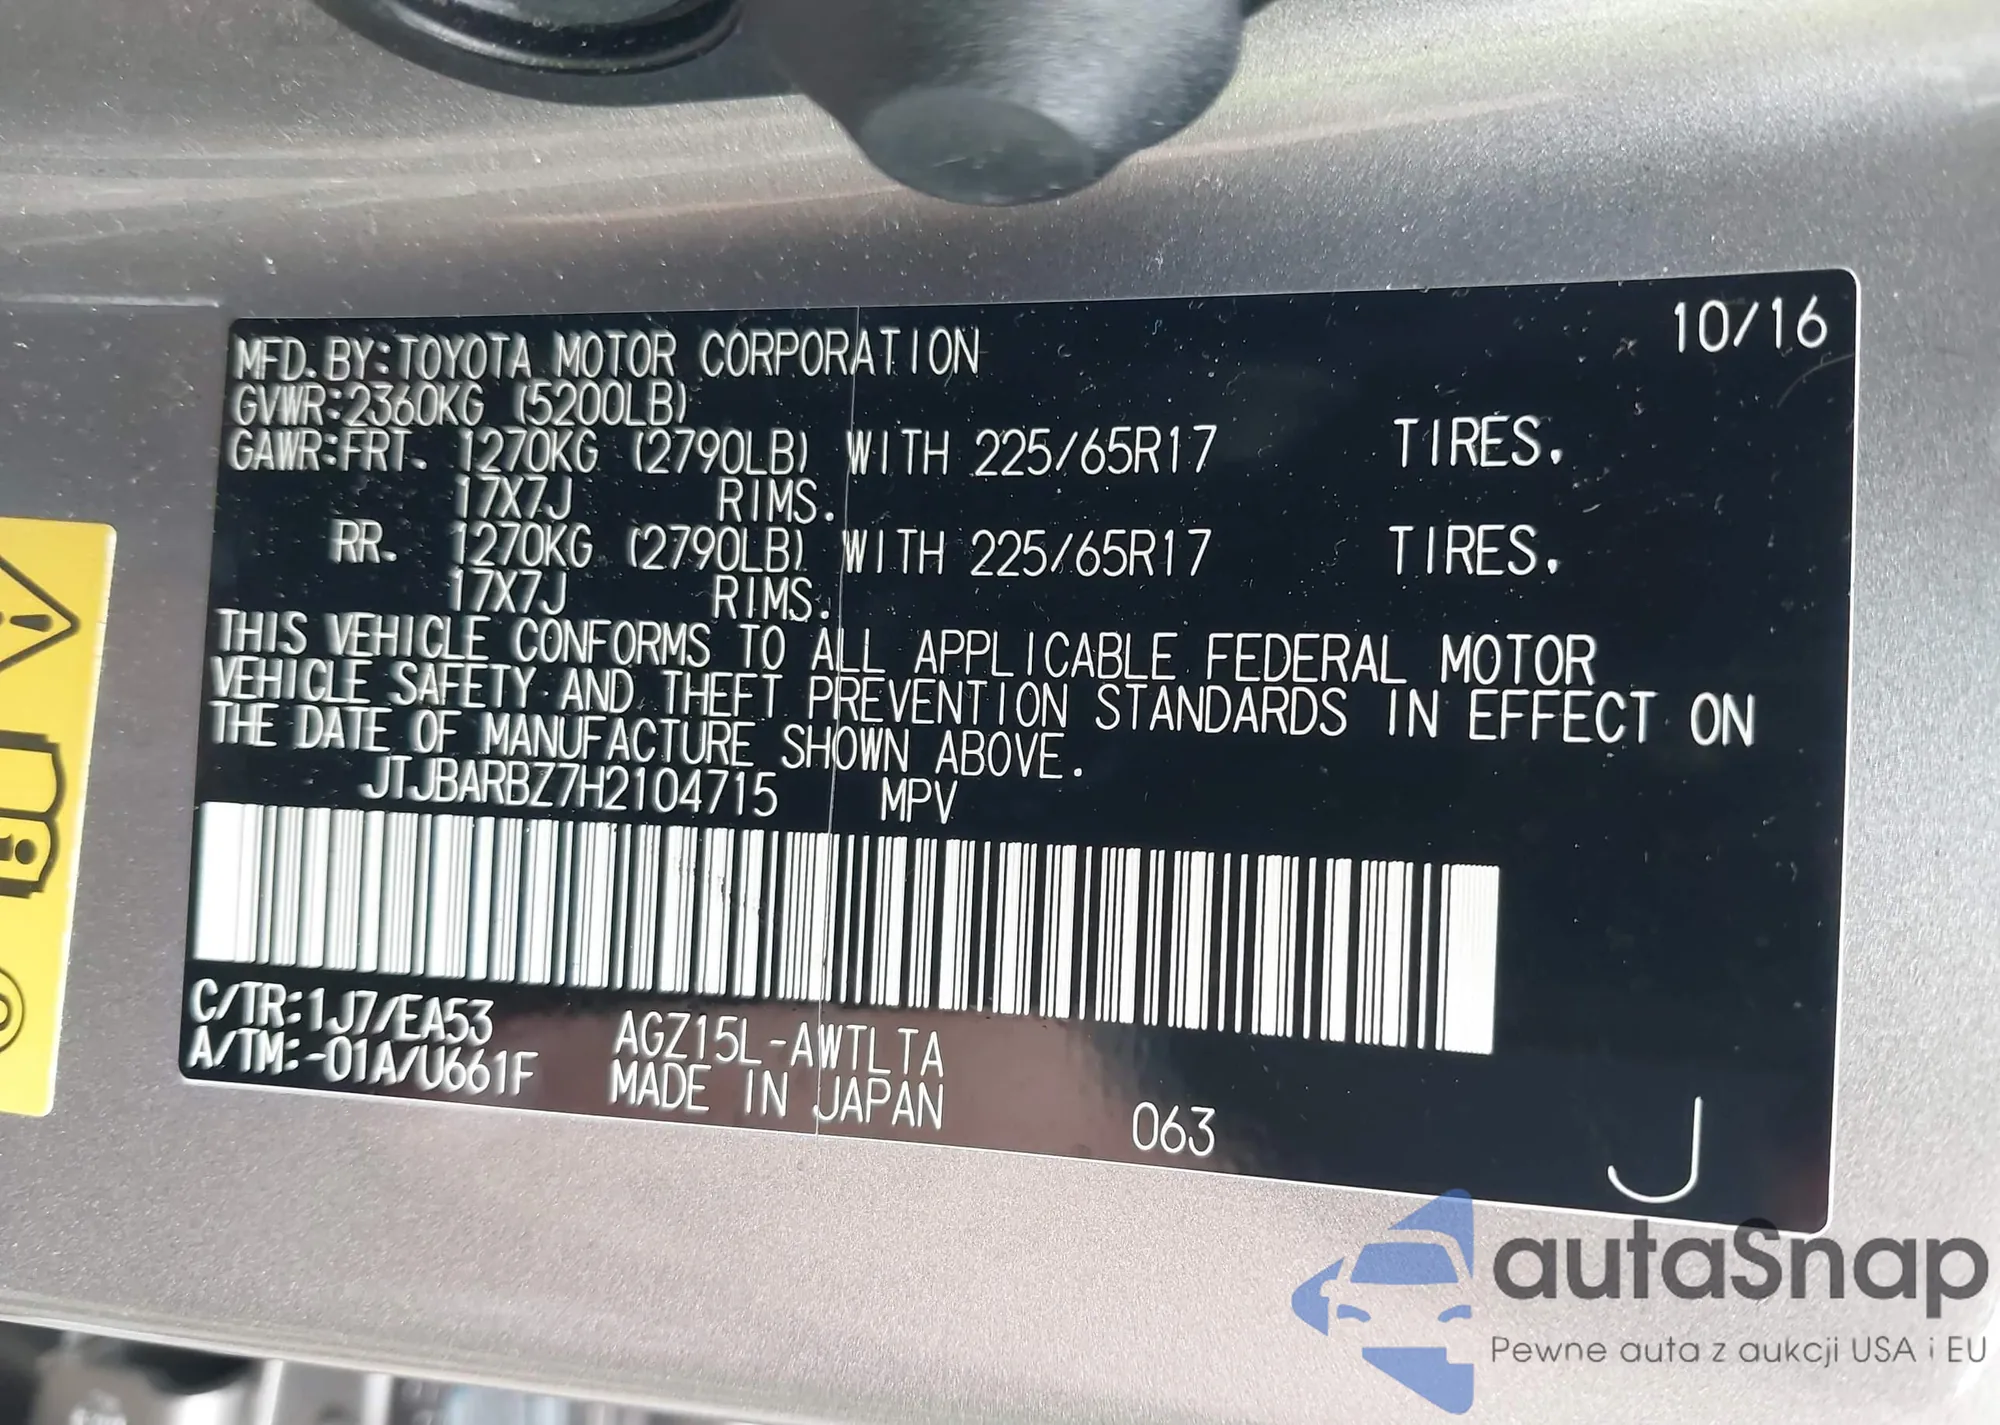 10/16
MFD. BY:TOYOTA MOTOR CORPORATION
GVWR:2360KG (5200LB)
GAWR:FRT. 1270KG (2790LB) WITH 225/65R17 TIRES.
17X7J RIMS.
RR. 1270KG (2790LB) WITH 225/65R17 TIRES.
17X7J RIMS.
THIS VEHICLE CONFORMS TO ALL APPLICABLE FEDERAL MOTOR
VEHICLE SAFETY AND THEFT PREVENTION STANDARDS IN EFFECT ON
THE DATE OF MANUFACTURE SHOWN ABOVE.
JTJBARBZ7H2104715 MPV
C/TR:1J7/EA53 AGZ15L-AWTLTA
A/TM:-01A/U661F MADE IN JAPAN
063
J
autaSnap
Pewne auta z aukcji USA i EU